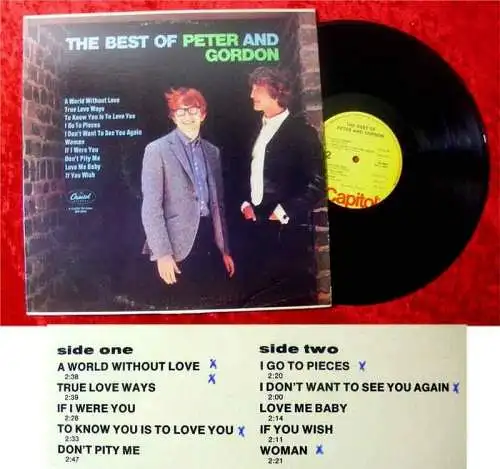 THE BEST OF PETER AND
GORDON
A World Without Love
True Love Ways
To Know You Is To Love You
I Go To Pieces
I Don't Want To See You Again
Woman
If I Were You
Don't Pity Me
Love Me Baby
If You Wish
Capitol
THE BEST OF
PETER AND GORDON
2
Capitol
side one
A WORLD WITHOUT LOVE x
2:38
x
TRUE LOVE WAYS
2:39
IF I WERE YOU
2:26
TO KNOW YOU IS TO LOVE YOU x
2:33
DON'T PITY ME
2:47
side two
I GO TO PIECES x
2:20
I DON'T WANT TO SEE YOU AGAIN x
2:00
LOVE ME BABY
2:14
IF YOU WISH
2:11
WOMAN x
2:21